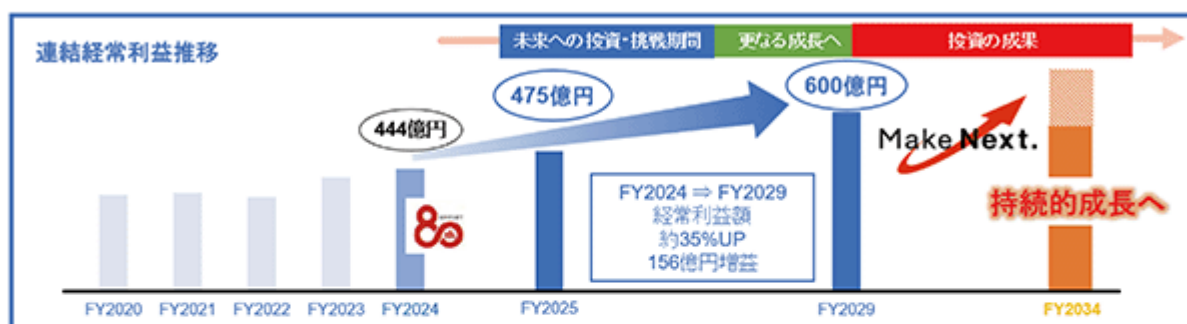 連結経常利益推移
未来への投資・挑戦期間
更なる成長へ
投資の成果
444億円
475億円
600億円
Make Next.
FY2024 ⇒ FY2029
経常利益額
約35%UP
156億円増益
80
持続的成長へ
FY2020
FY2021
FY2022
FY2023
FY2024
FY2025
FY2029
FY2034